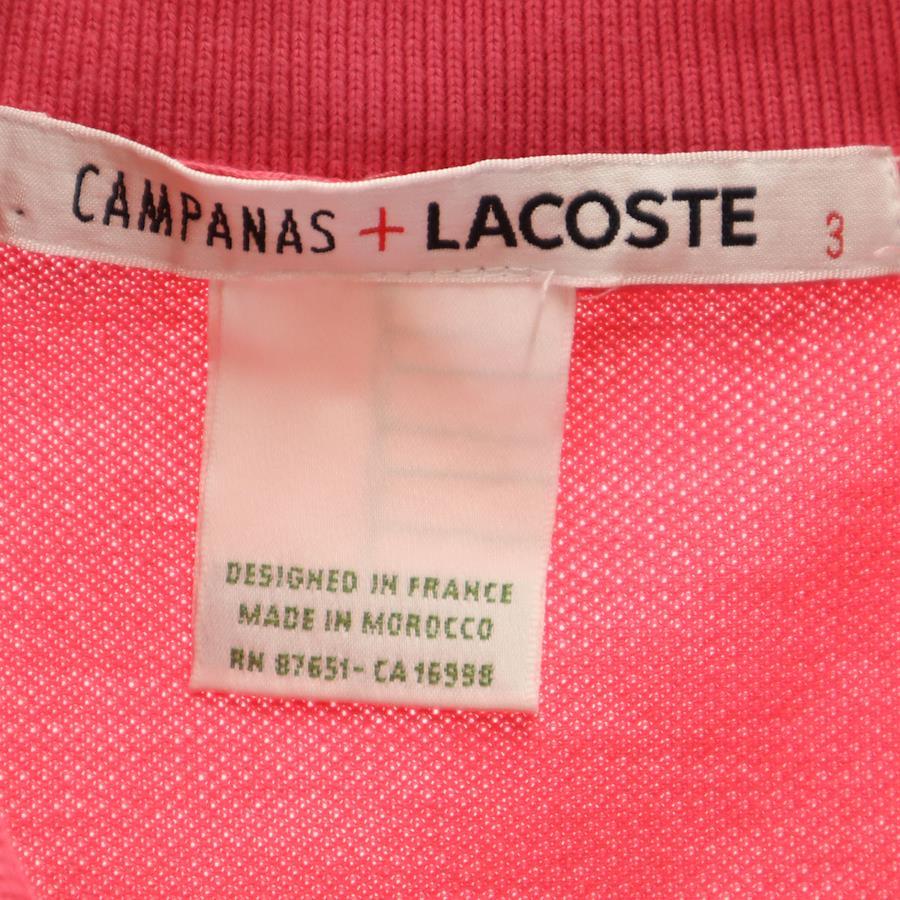 CAMPANAS + LACOSTE 3
DESIGNED IN FRANCE
MADE IN MOROCCO
RN 87651- CA 16998